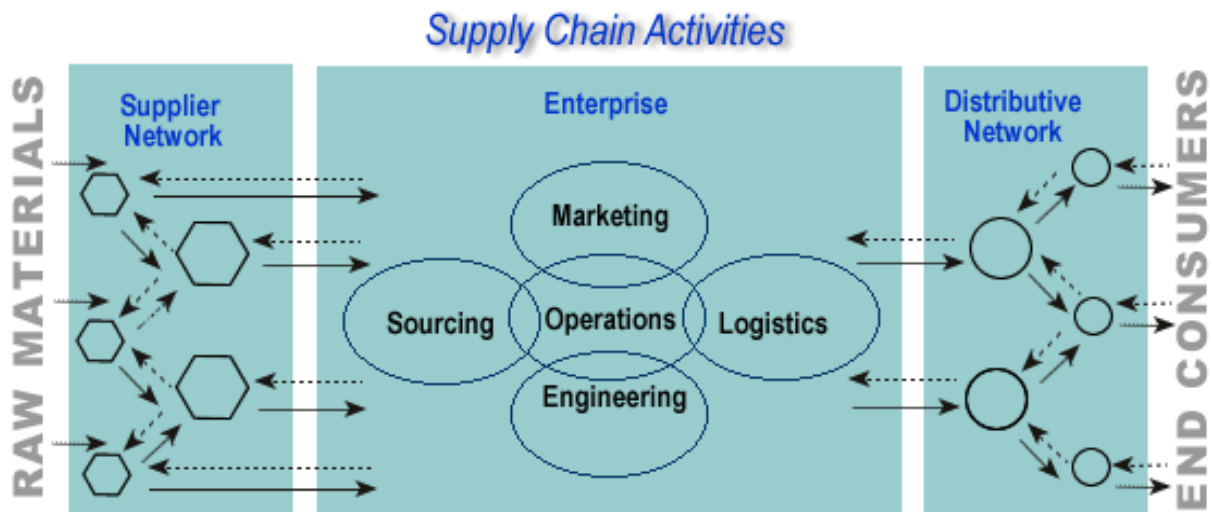 Supply Chain Activities
RAW MATERIALS
Supplier
Network
Enterprise
Marketing
Sourcing
Operations
Logistics
Engineering
Distributive
Network
END CONSUMERS